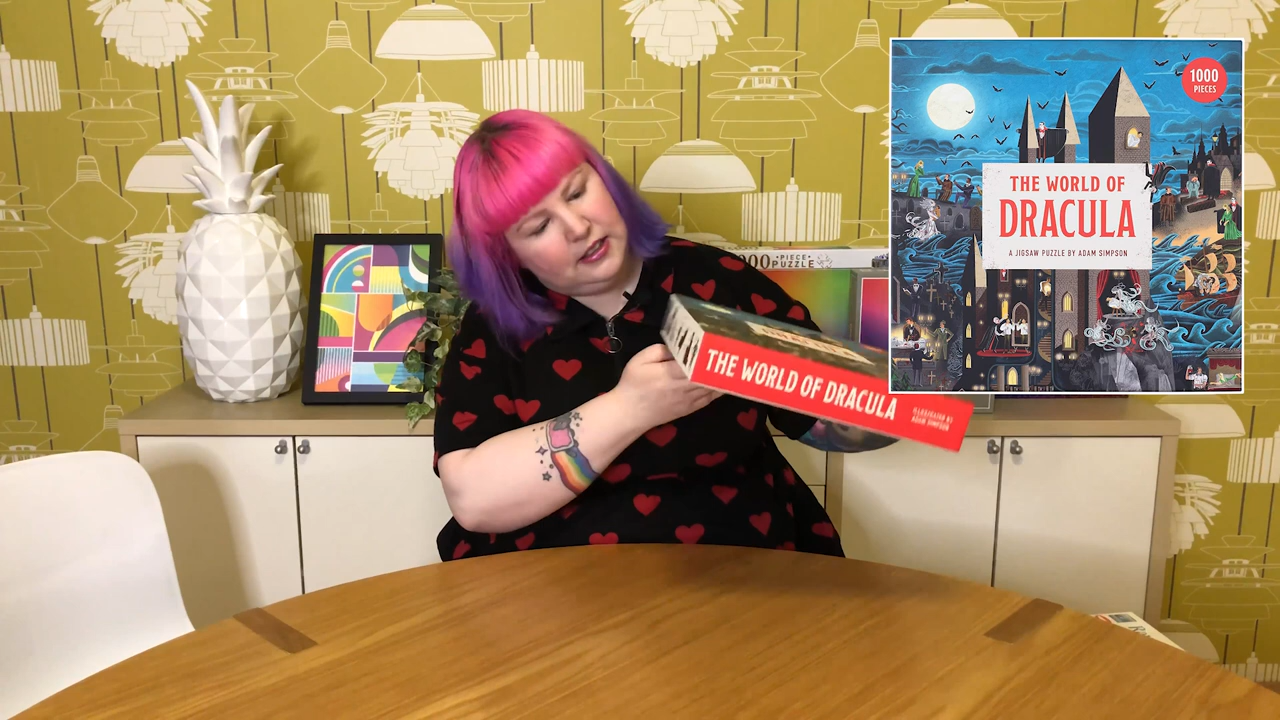 1000
PIECES
THE WORLD OF
DRACULA
A JIGSAW PUZZLE BY ADAM SIMPSON
PIECE
PUZZLE
THE WORLD OF DRACULA
ILLUSTRATED BY
ADAM SIMPSON